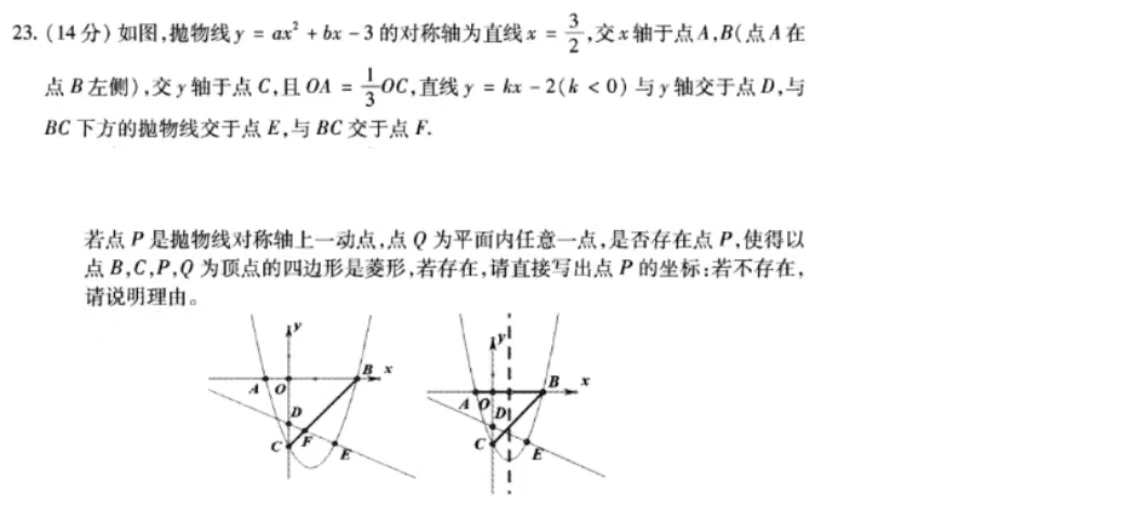 23. (14分) 如图,抛物线 y = ax² + bx - 3 的对称轴为直线 x = 3/2,交 x 轴于点 A,B(点 A 在
点 B 左侧),交 y 轴于点 C,且 OA = 1/3 OC,直线 y = kx - 2(k < 0) 与 y 轴交于点 D,与
BC 下方的抛物线交于点 E,与 BC 交于点 F.
若点 P 是抛物线对称轴上一动点,点 Q 为平面内任意一点,是否存在点 P,使得以
点 B,C,P,Q 为顶点的四边形是菱形,若存在,请直接写出点 P 的坐标;若不存在,
请说明理由。
y
B x
A O
D
C F
E
y
B x
A O D
C
E